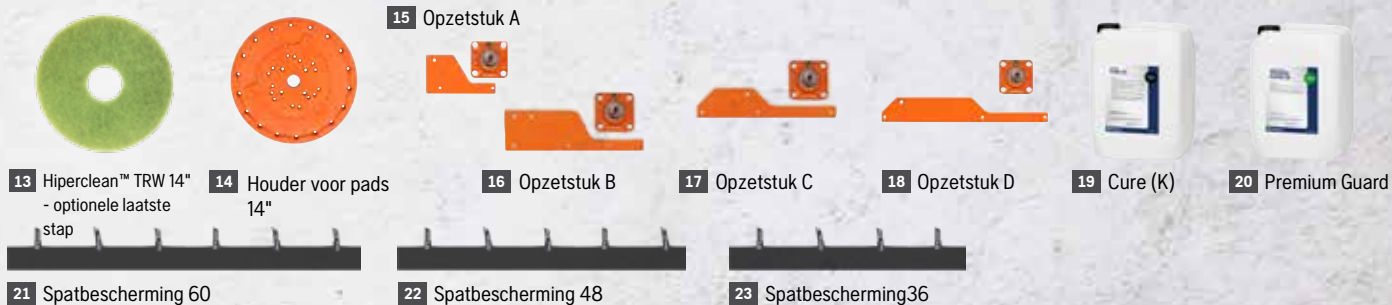 15 Opzetstuk A
13 Hiperclean™ TRW 14"
- optionele laatste
stap
14 Houder voor pads
14"
16 Opzetstuk B
17 Opzetstuk C
18 Opzetstuk D
19 Cure (K)
20 Premium Guard
21 Spatbescherming 60
22 Spatbescherming 48
23 Spatbescherming36